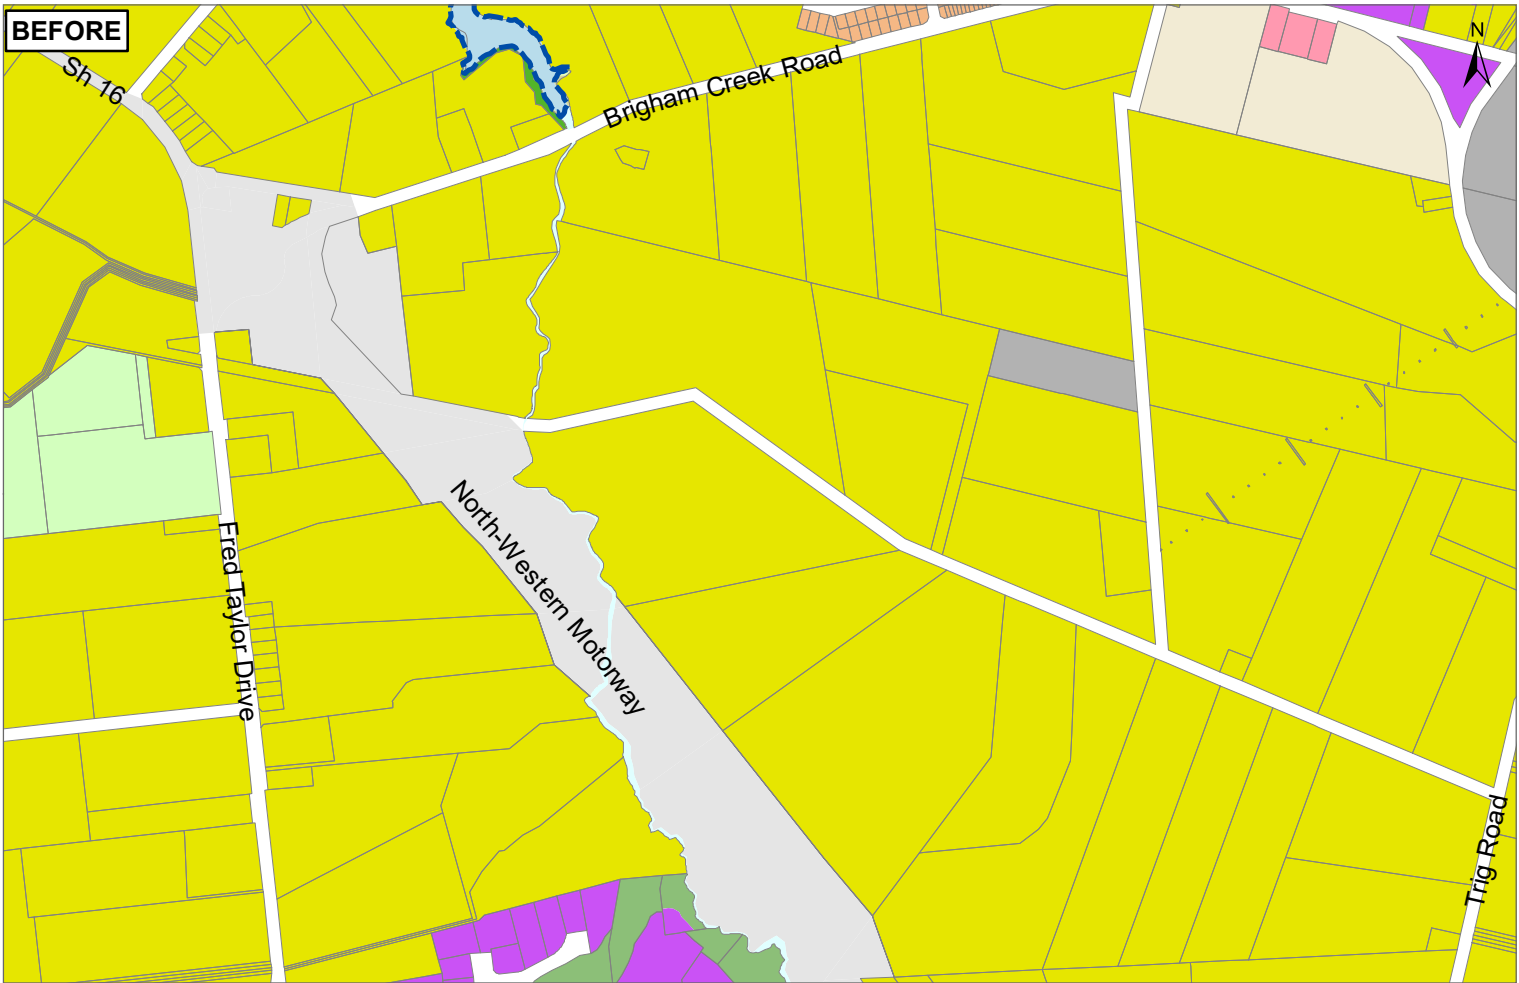 BEFORE
N
Sh 16
Brigham Creek Road
North-Western Motorway
Fred Taylor Drive
Trig Road